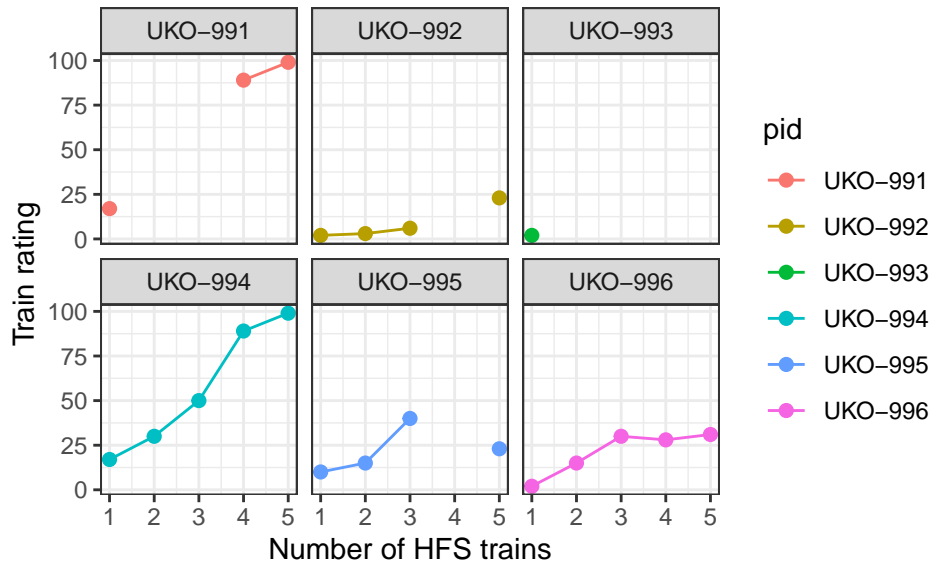 UKO−991 UKO−992 UKO−993
100
75
50
25
0
UKO−994 UKO−995 UKO−996
100
75
50
25
0
1 2 3 4 5 1 2 3 4 5 1 2 3 4 5
Number of HFS trains
Train rating
pid
UKO−991
UKO−992
UKO−993
UKO−994
UKO−995
UKO−996